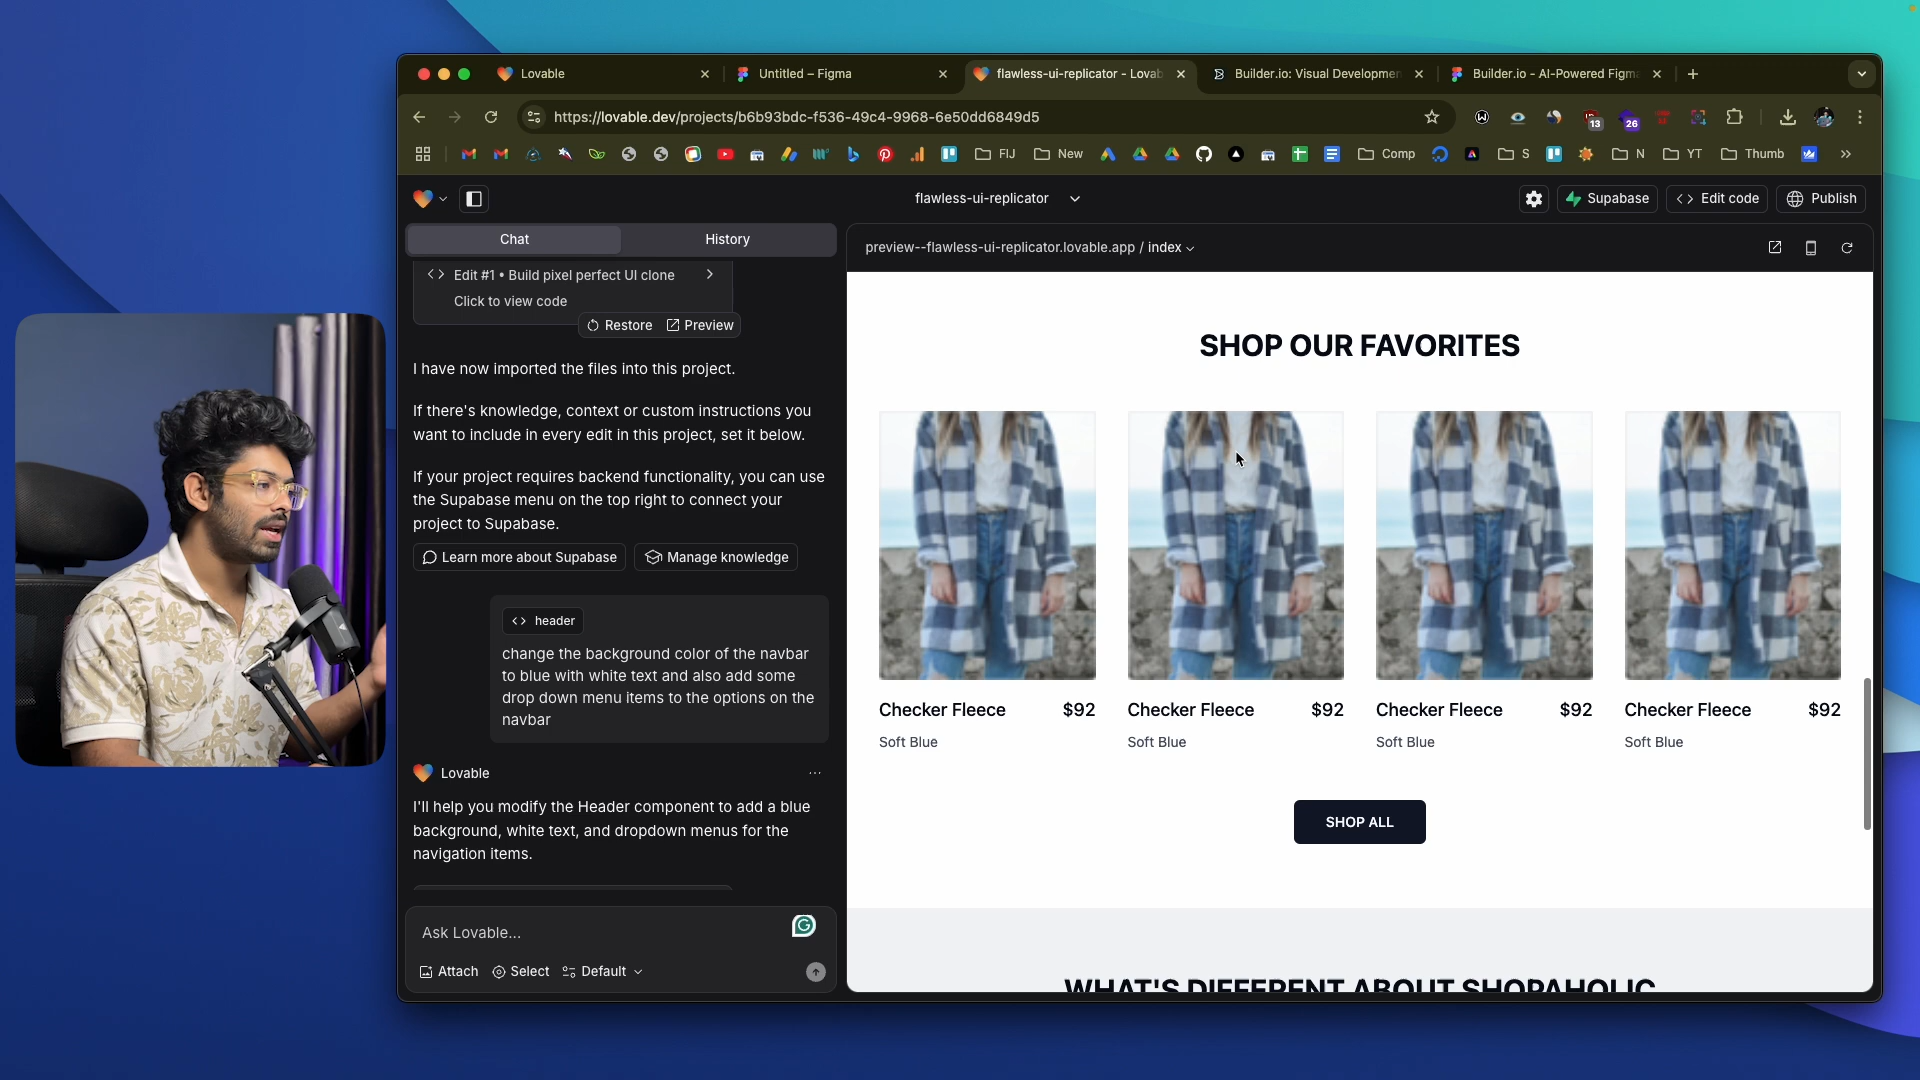 Lovable
Untitled – Figma
flawless-ui-replicator - Lovab
Builder.io: Visual Developmen
Builder.io - AI-Powered Figma
https://lovable.dev/projects/b6b93bdc-f536-49c4-9968-6e50dd6849d5
13
26
FIJ
New
Comp
S
N
YT
Thumb
flawless-ui-replicator
Supabase
Edit code
Publish
Chat
History
preview--flawless-ui-replicator.lovable.app / index
Edit #1 • Build pixel perfect UI clone
Click to view code
Restore
Preview
I have now imported the files into this project.
If there's knowledge, context or custom instructions you
want to include in every edit in this project, set it below.
If your project requires backend functionality, you can use
the Supabase menu on the top right to connect your
project to Supabase.
Learn more about Supabase
Manage knowledge
header
change the background color of the navbar
to blue with white text and also add some
drop down menu items to the options on the
navbar
Lovable
I'll help you modify the Header component to add a blue
background, white text, and dropdown menus for the
navigation items.
Ask Lovable...
Attach
Select
Default
SHOP OUR FAVORITES
Checker Fleece $92
Soft Blue
Checker Fleece $92
Soft Blue
Checker Fleece $92
Soft Blue
Checker Fleece $92
Soft Blue
SHOP ALL
WHAT'S DIFFERENT ABOUT SHOPAHOLIC